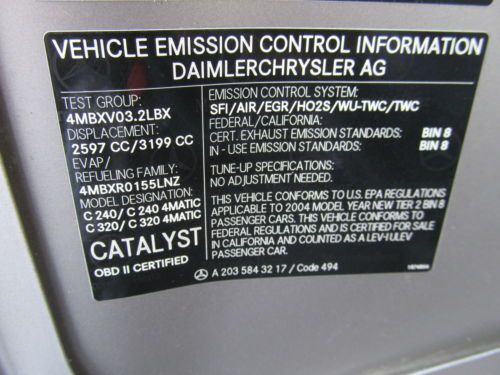 VEHICLE EMISSION CONTROL INFORMATION
DAIMLERCHRYSLER AG
TEST GROUP:
4MBXV03.2LBX
DISPLACEMENT:
2597 CC/3199 CC
EVAP/
REFUELING FAMILY:
4MBXR0155LNZ
MODEL DESIGNATION:
C 240/ C 240 4MATIC
C 320/ C 320 4MATIC
CATALYST
OBD II CERTIFIED
EMISSION CONTROL SYSTEM:
SFI/AIR/EGR/HO2S/WU-TWC/TWC
FEDERAL/CALIFORNIA:
CERT. EXHAUST EMISSION STANDARDS: BIN 8
IN - USE EMISSION STANDARDS: BIN 8
TUNE-UP SPECIFICATIONS:
NO ADJUSTMENT NEEDED.
THIS VEHICLE CONFORMS TO U.S. EPA REGULATIONS
APPLICABLE TO 2004 MODEL YEAR NEW TIER 2 BIN 8
PASSENGER CARS. THIS VEHICLE CONFORMS TO
FEDERAL REGULATIONS AND IS CERTIFIED FOR SALE
IN CALIFORNIA AND COUNTED AS A LEV-I ULEV
PASSENGER CAR.
A 203 584 32 17 / Code 494